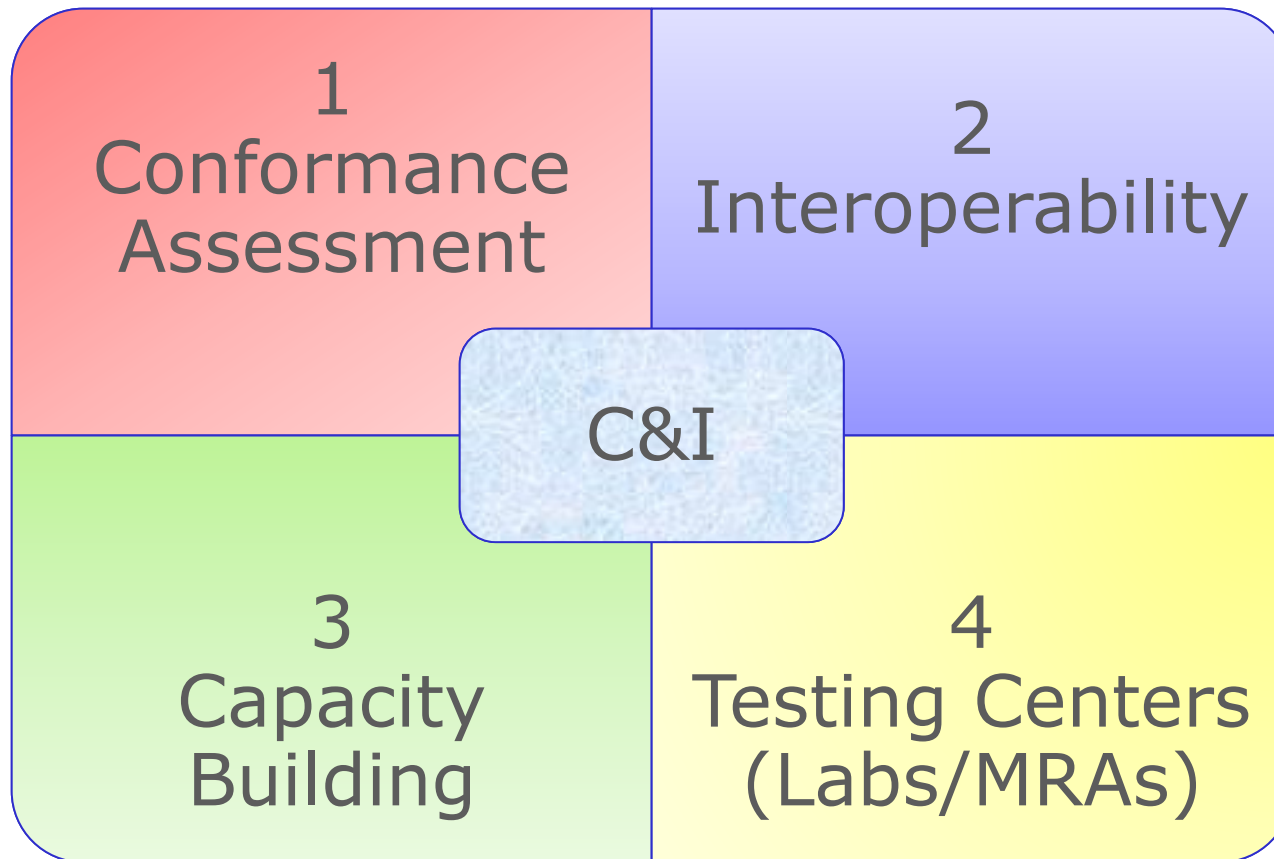 1
Conformance
Assessment
2
Interoperability
C&I
3
Capacity
Building
4
Testing Centers
(Labs/MRAs)